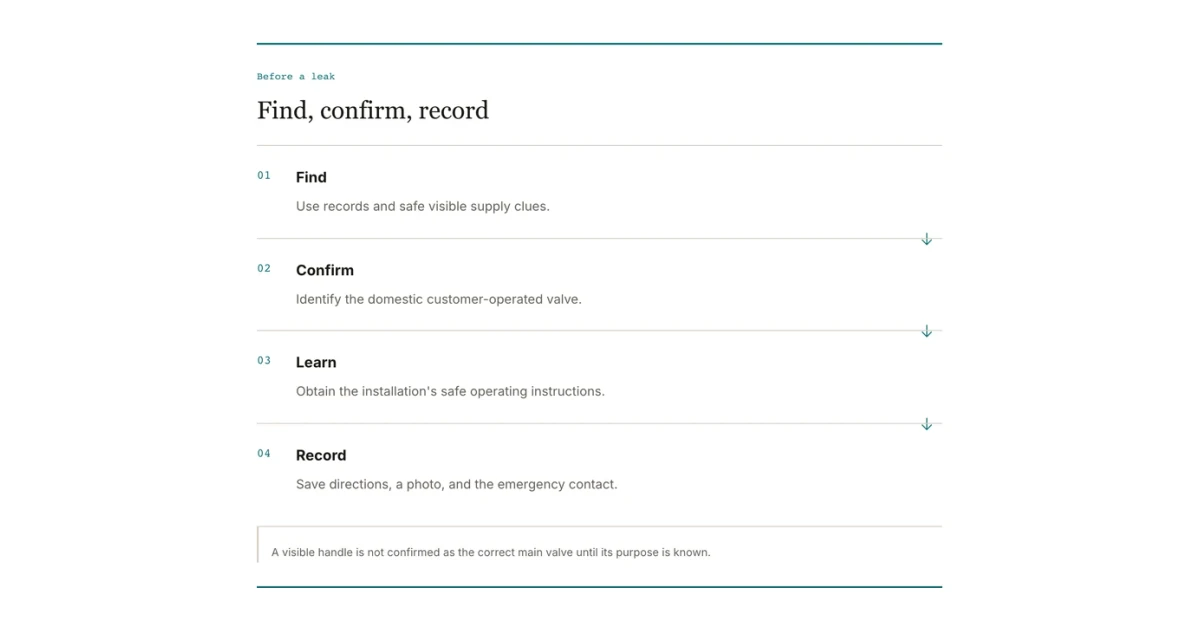 Before a leak
Find, confirm, record
01
Find
Use records and safe visible supply clues.
02
Confirm
Identify the domestic customer-operated valve.
03
Learn
Obtain the installation's safe operating instructions.
04
Record
Save directions, a photo, and the emergency contact.
A visible handle is not confirmed as the correct main valve until its purpose is known.